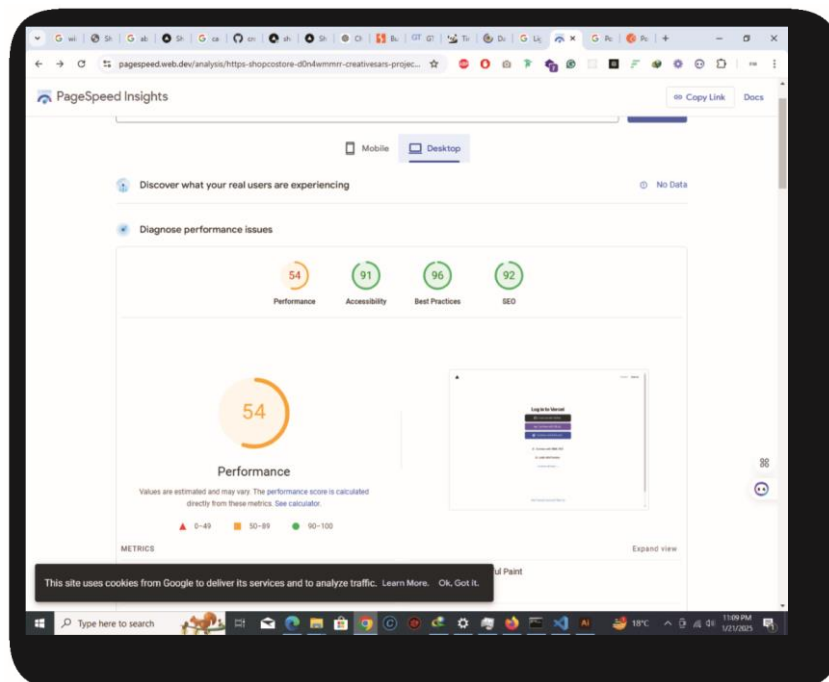 pagespeed.web.dev/analysis/https-shopcostore-d0n4wmmrr-creativesars-projec...
PageSpeed Insights
Copy Link
Docs
Mobile
Desktop
Discover what your real users are experiencing
No Data
Diagnose performance issues
54
91
96
92
Performance
Accessibility
Best Practices
SEO
54
Performance
Values are estimated and may vary. The performance score is calculated
directly from these metrics. See calculator.
0–49
50–89
90–100
Log in to Vercel
METRICS
Expand view
ul Paint
This site uses cookies from Google to deliver its services and to analyze traffic. Learn More. Ok, Got it.
Type here to search
18°C
11:09 PM
1/21/2025